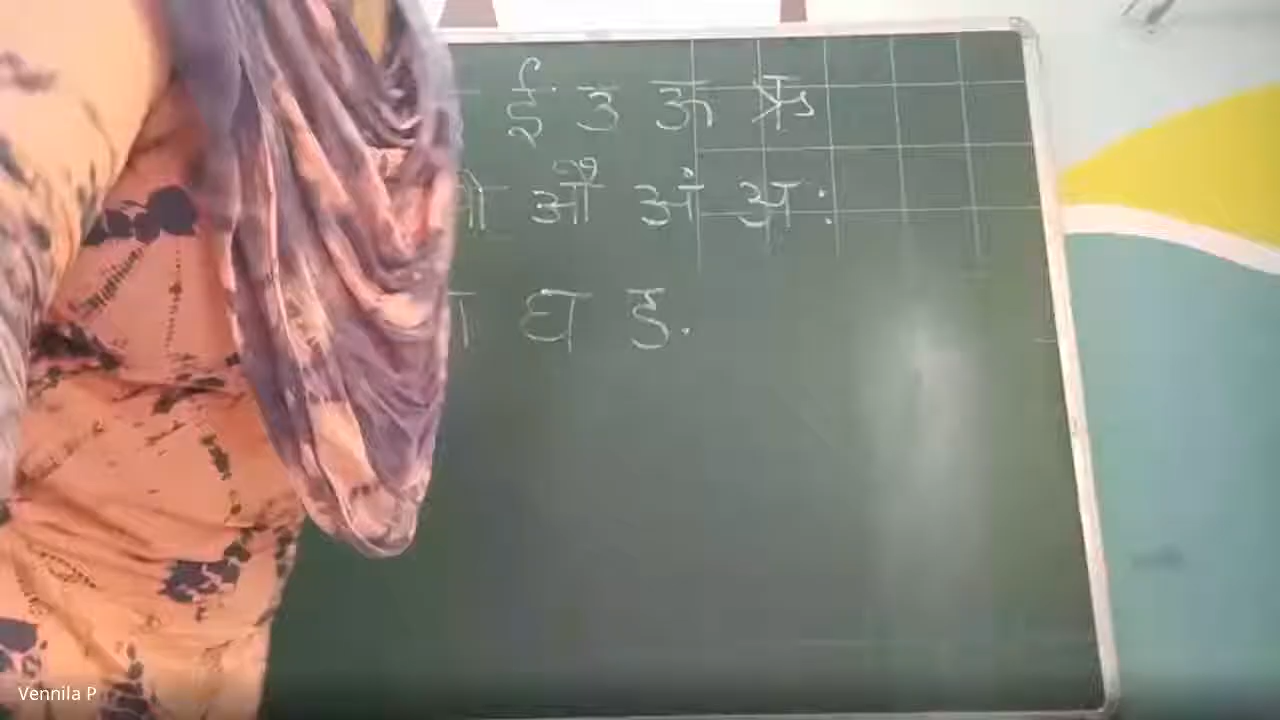 ई उ ऊ ऋ
ओ औ अं अः
ग घ ङ
Vennila P